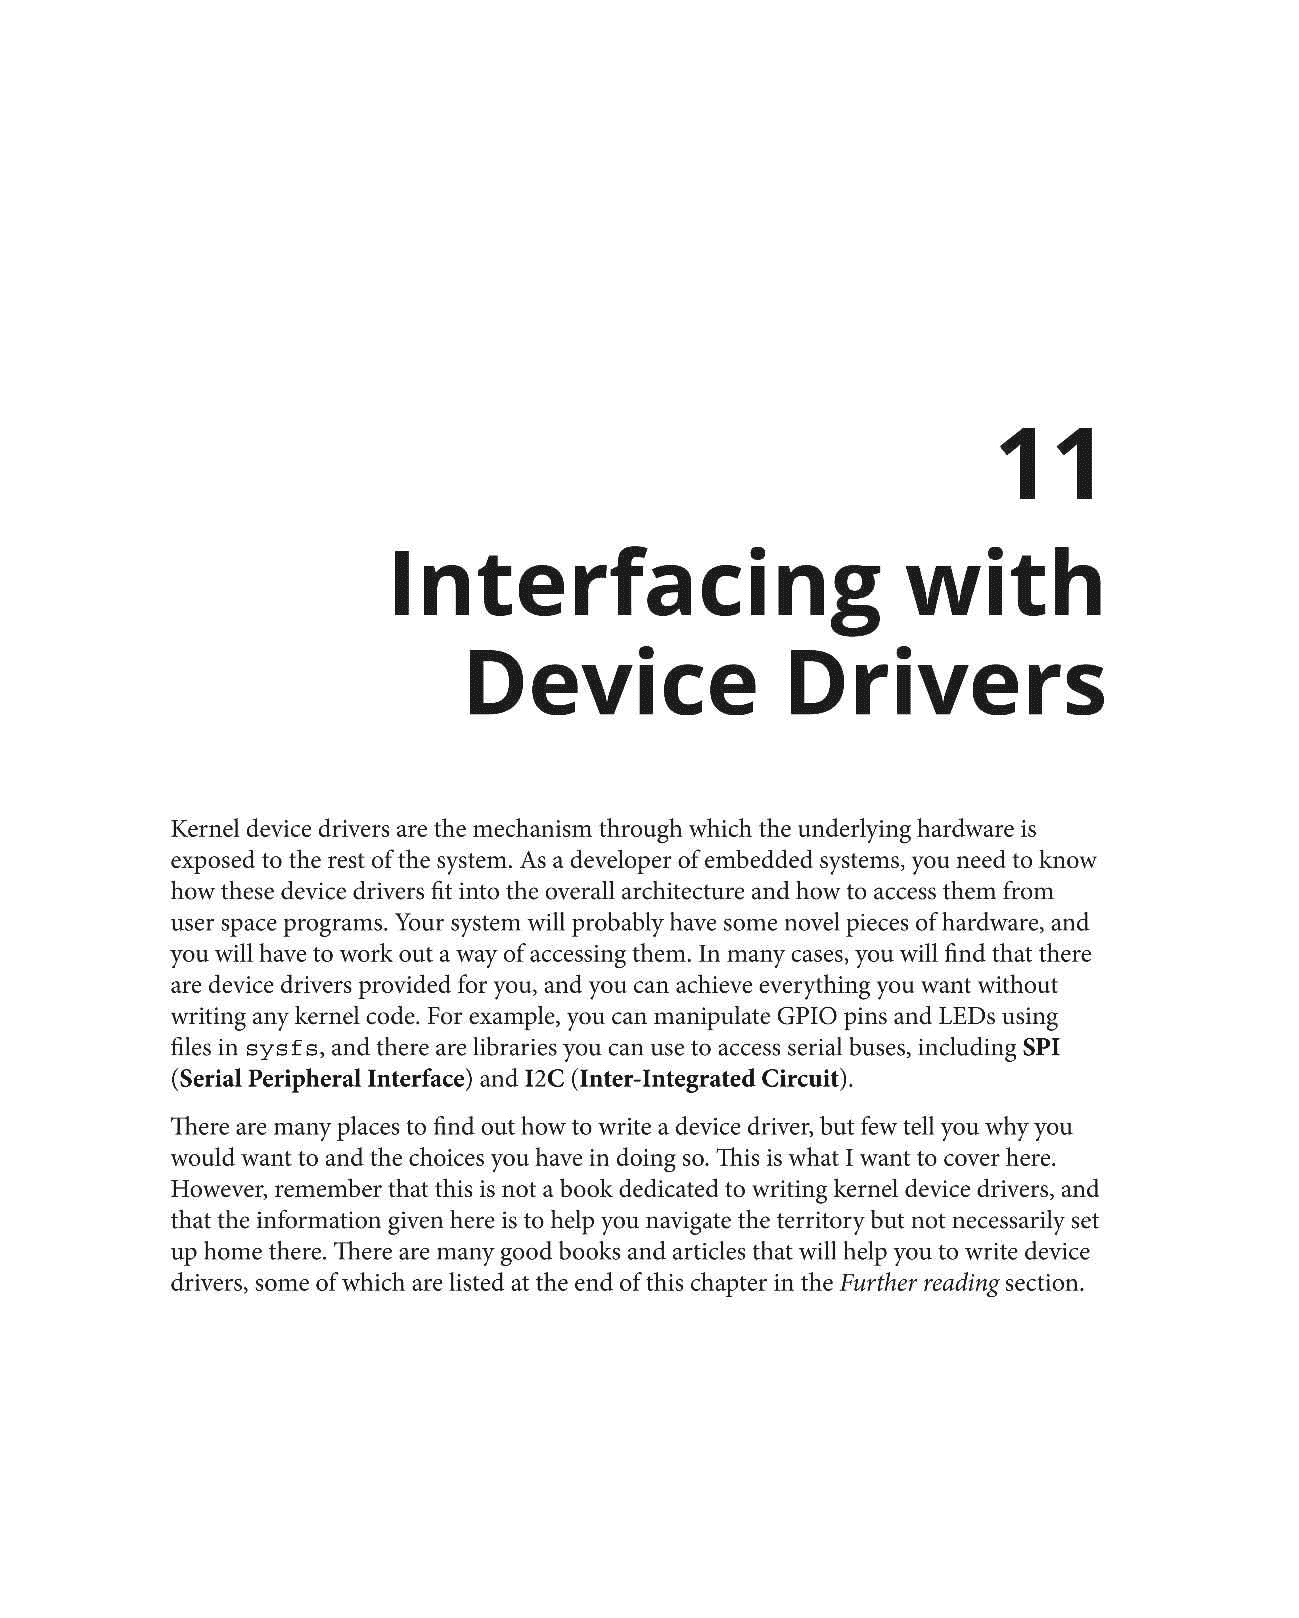 11
Interfacing with
Device Drivers
Kernel device drivers are the mechanism through which the underlying hardware is
exposed to the rest of the system. As a developer of embedded systems, you need to know
how these device drivers fit into the overall architecture and how to access them from
user space programs. Your system will probably have some novel pieces of hardware, and
you will have to work out a way of accessing them. In many cases, you will find that there
are device drivers provided for you, and you can achieve everything you want without
writing any kernel code. For example, you can manipulate GPIO pins and LEDs using
files in sysfs, and there are libraries you can use to access serial buses, including SPI
(Serial Peripheral Interface) and I2C (Inter-Integrated Circuit).
There are many places to find out how to write a device driver, but few tell you why you
would want to and the choices you have in doing so. This is what I want to cover here.
However, remember that this is not a book dedicated to writing kernel device drivers, and
that the information given here is to help you navigate the territory but not necessarily set
up home there. There are many good books and articles that will help you to write device
drivers, some of which are listed at the end of this chapter in the Further reading section.